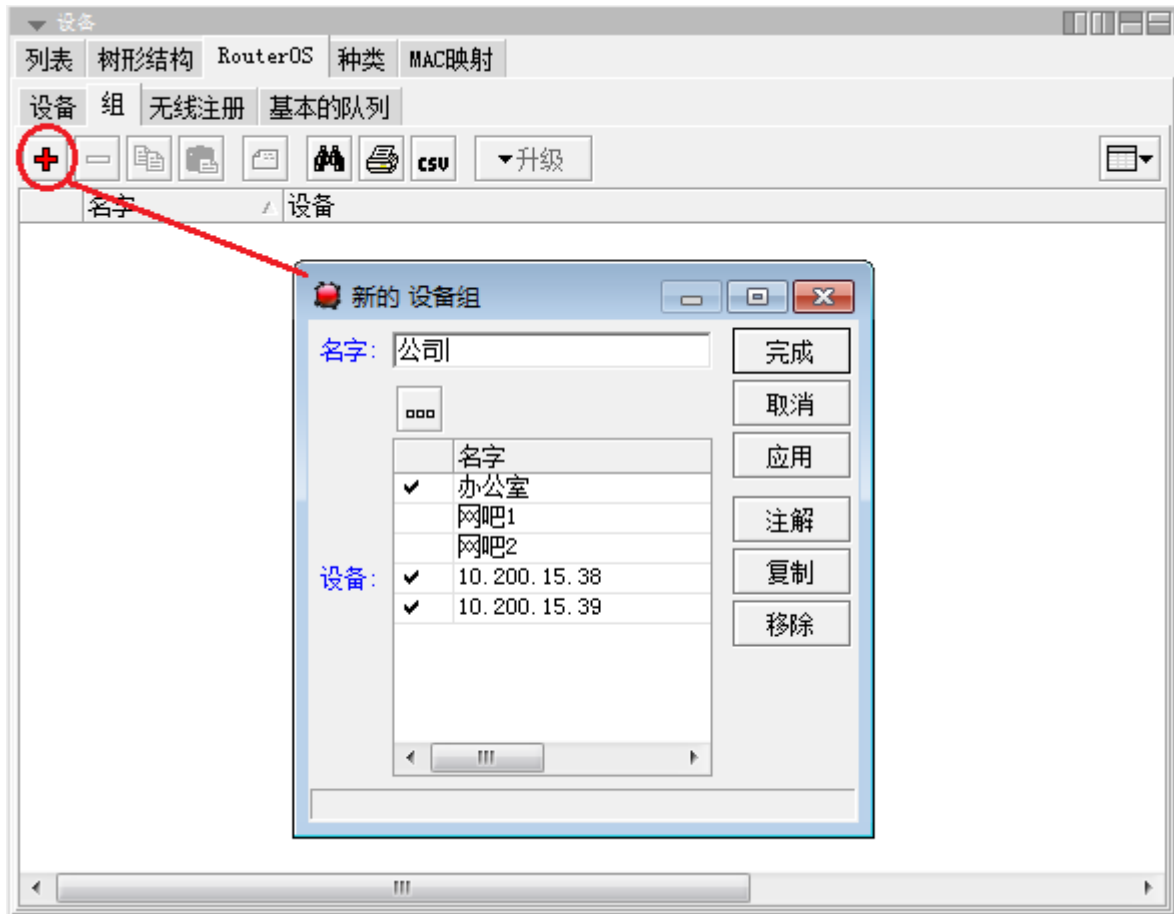 设备
列表 树形结构 RouterOS 种类 MAC映射
设备 组 无线注册 基本的队列
csv 升级
名字 设备
新的 设备组
名字: 公司
完成
取消
应用
名字
办公室
网吧1
网吧2
设备:
10.200.15.38
10.200.15.39
注解
复制
移除